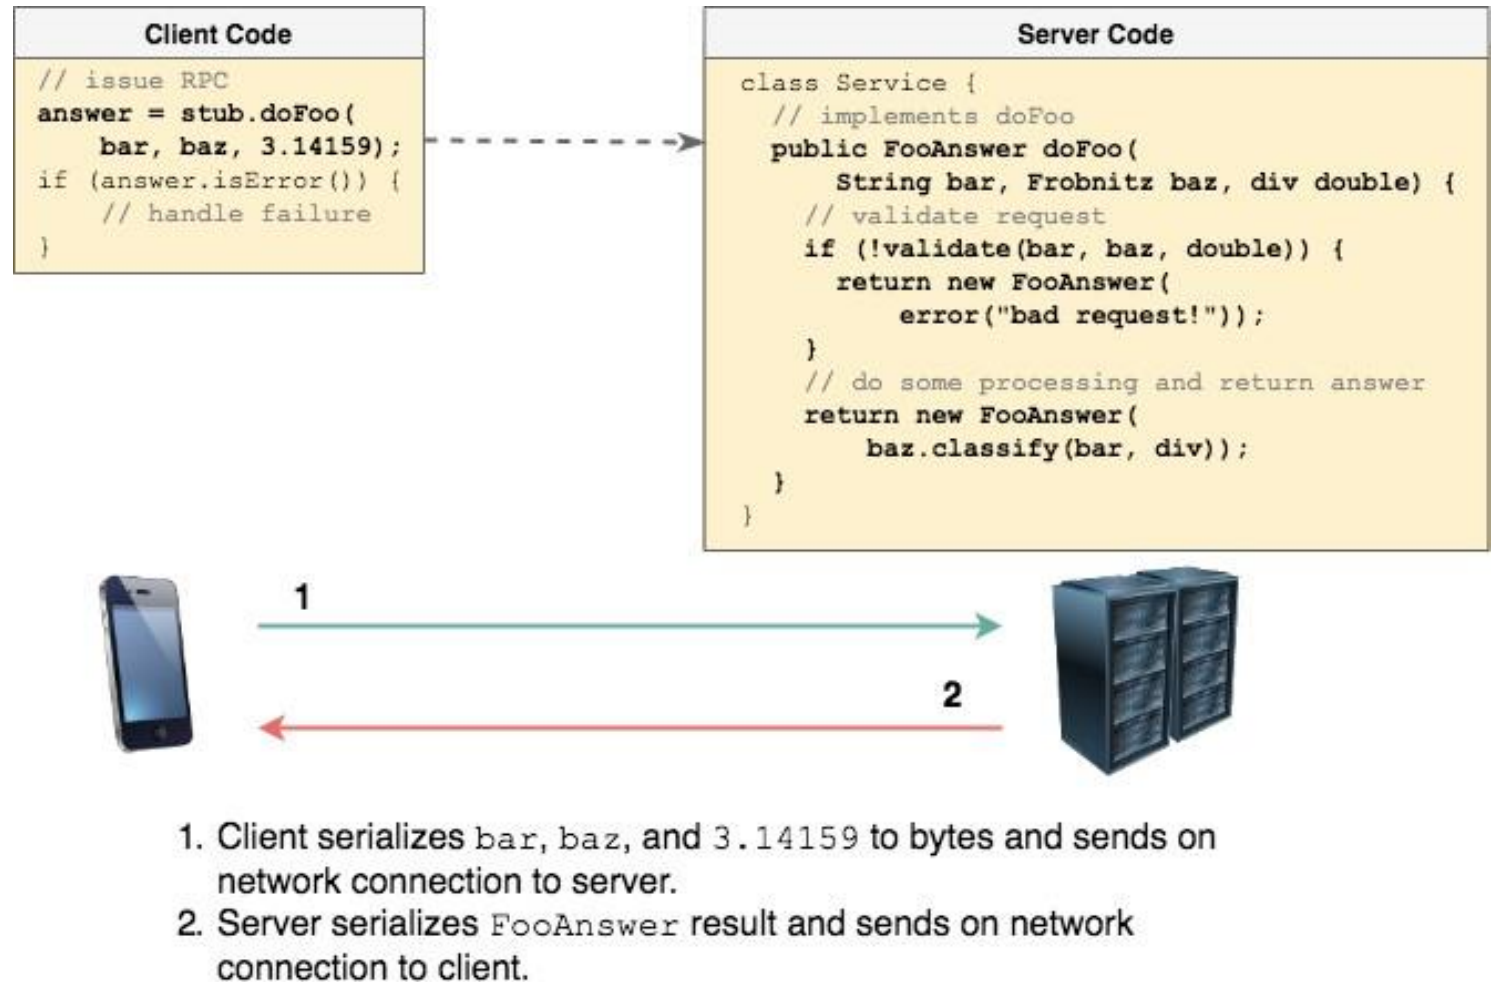 Client Code
// issue RPC
answer = stub.doFoo(
    bar, baz, 3.14159);
if (answer.isError()) {
    // handle failure
}
Server Code
class Service {
  // implements doFoo
  public FooAnswer doFoo(
      String bar, Frobnitz baz, div double) {
    // validate request
    if (!validate(bar, baz, double)) {
      return new FooAnswer(
          error("bad request!"));
    }
    // do some processing and return answer
    return new FooAnswer(
        baz.classify(bar, div));
  }
}
1
2
1. Client serializes bar, baz, and 3.14159 to bytes and sends on
network connection to server.
2. Server serializes FooAnswer result and sends on network
connection to client.